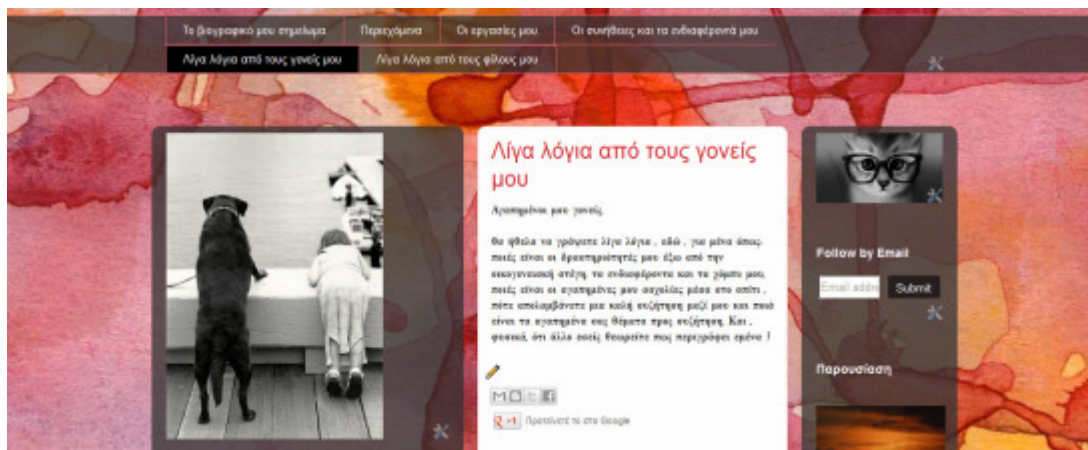 Το βιογραφικό μου σημείωμα
Περιεχόμενα
Οι εργασίες μου
Οι συνήθειες και τα ενδιαφέροντά μου
Λίγα λόγια από τους γονείς μου
Λίγα λόγια από τους φίλους μου
Λίγα λόγια από τους γονείς
μου
Αγαπημένοι μου γονείς,
θα ήθελα να γράψετε λίγα λόγια , εδώ , για μένα όπως
ποιές είναι οι δραστηριότητές μου έξω από την
οικογενειακή στέγη, τα ενδιαφέροντα και τα χόμπι μου,
ποιές είναι οι αγαπημένες μου ασχολίες μέσα στο σπίτι ,
πότε απολαμβάνετε μια καλή συζήτηση μαζί μου και ποιά
είναι τα αγαπημένα σας θέματα προς συζήτηση. Και ,
φυσικά, ότι άλλο εσείς θεωρείτε πως περιγράφει εμένα !
g +1 Προτείνετέ το στο Google
Follow by Email
Email addre
Submit
Παρουσίαση